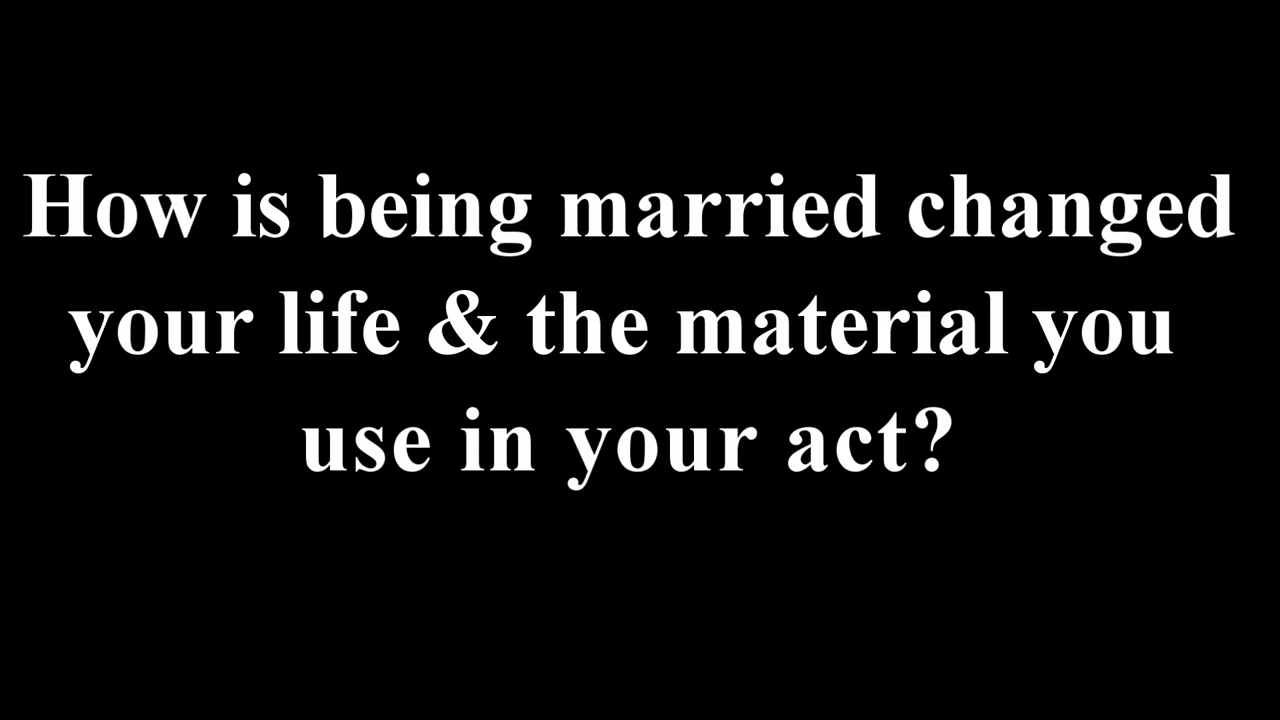 How is being married changed
your life & the material you
use in your act?